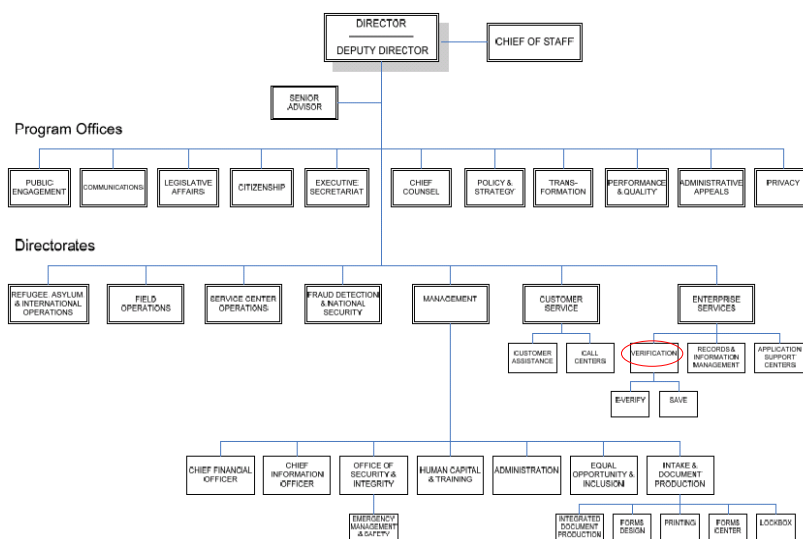 DIRECTOR
DEPUTY DIRECTOR
CHIEF OF STAFF
SENIOR
ADVISOR
Program Offices
PUBLIC
ENGAGEMENT
COMMUNICATIONS
LEGISLATIVE
AFFAIRS
CITIZENSHIP
EXECUTIVE
SECRETARIAT
CHIEF
COUNSEL
POLICY &
STRATEGY
TRANS-
FORMATION
PERFORMANCE
& QUALITY
ADMINISTRATIVE
APPEALS
PRIVACY
Directorates
REFUGEE, ASYLUM
& INTERNATIONAL
OPERATIONS
FIELD
OPERATIONS
SERVICE CENTER
OPERATIONS
FRAUD DETECTION
& NATIONAL
SECURITY
MANAGEMENT
CUSTOMER
SERVICE
ENTERPRISE
SERVICES
CUSTOMER
ASSISTANCE
CALL
CENTERS
VERIFICATION
RECORDS &
INFORMATION
MANAGEMENT
APPLICATION
SUPPORT
CENTERS
E-VERIFY
SAVE
CHIEF FINANCIAL
OFFICER
CHIEF
INFORMATION
OFFICER
OFFICE OF
SECURITY &
INTEGRITY
HUMAN CAPITAL
& TRAINING
ADMINISTRATION
EQUAL
OPPORTUNITY &
INCLUSION
INTAKE &
DOCUMENT
PRODUCTION
EMERGENCY
MANAGEMENT
& SAFETY
INTEGRATED
DOCUMENT
PRODUCTION
FORMS
DESIGN
PRINTING
FORMS
CENTER
LOCKBOX